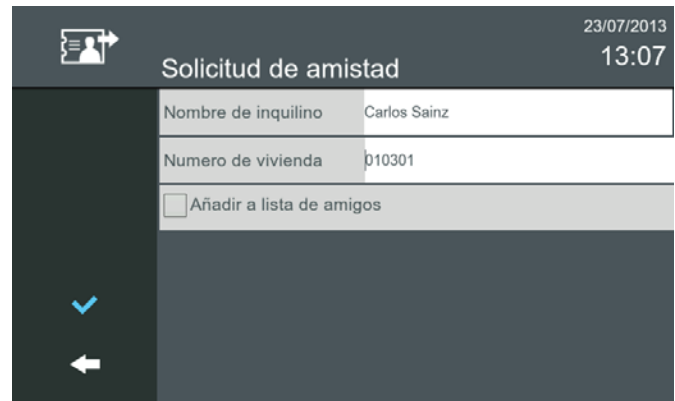 23/07/2013
13:07
Solicitud de amistad
Nombre de inquilino Carlos Sainz
Numero de vivienda 010301
Añadir a lista de amigos